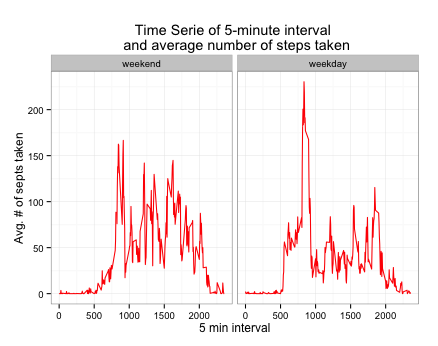 Time Serie of 5-minute interval
and average number of steps taken
weekend weekday
Avg. # of septs taken
200
150
100
50
0
0 500 1000 1500 2000 0 500 1000 1500 2000
5 min interval